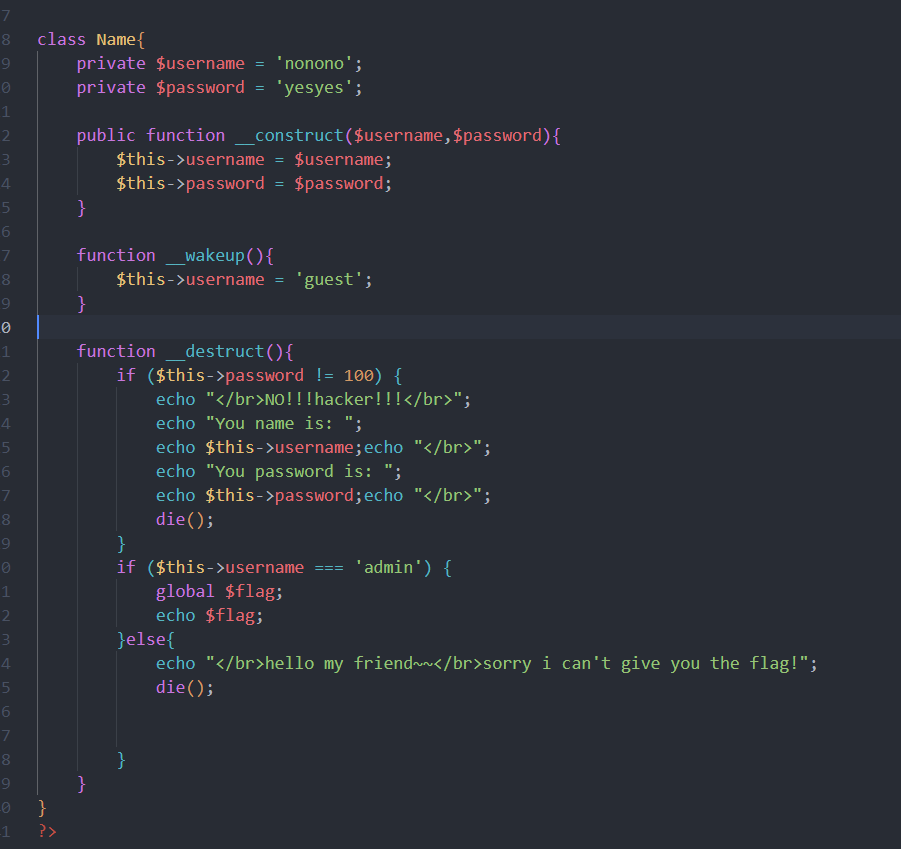 7
8 class Name{
9 private $username = 'nonono';
0 private $password = 'yesyes';
1
2 public function __construct($username,$password){
3 $this->username = $username;
4 $this->password = $password;
5 }
6
7 function __wakeup(){
8 $this->username = 'guest';
9 }
0
1 function __destruct(){
2 if ($this->password != 100) {
3 echo "</br>NO!!!hacker!!!</br>";
4 echo "You name is: ";
5 echo $this->username;echo "</br>";
6 echo "You password is: ";
7 echo $this->password;echo "</br>";
8 die();
9 }
0 if ($this->username === 'admin') {
1 global $flag;
2 echo $flag;
3 }else{
4 echo "</br>hello my friend~~</br>sorry i can't give you the flag!";
5 die();
6
7
8 }
9 }
0 }
1 ?>